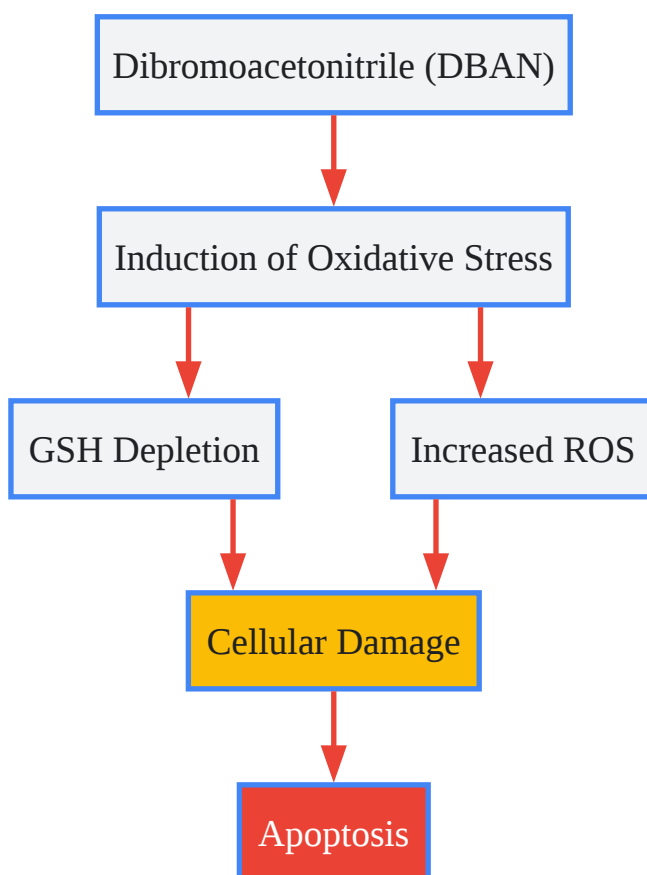 Dibromoacetonitrile (DBAN)
Induction of Oxidative Stress
GSH Depletion
Increased ROS
Cellular Damage
Apoptosis